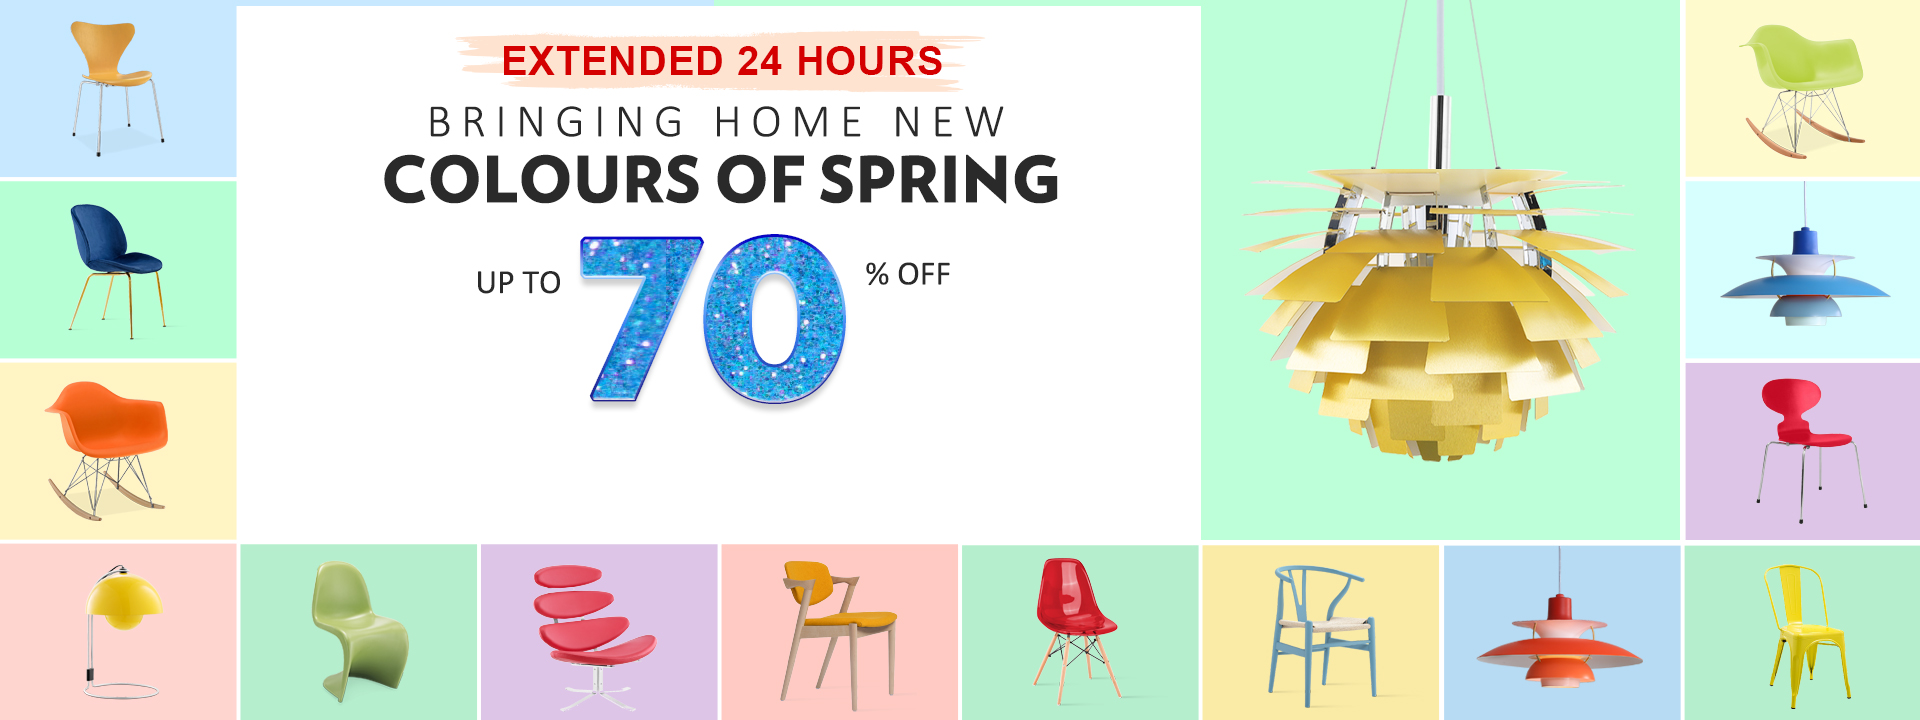 EXTENDED 24 HOURS
BRINGING HOME NEW
COLOURS OF SPRING
UP TO 70 % OFF